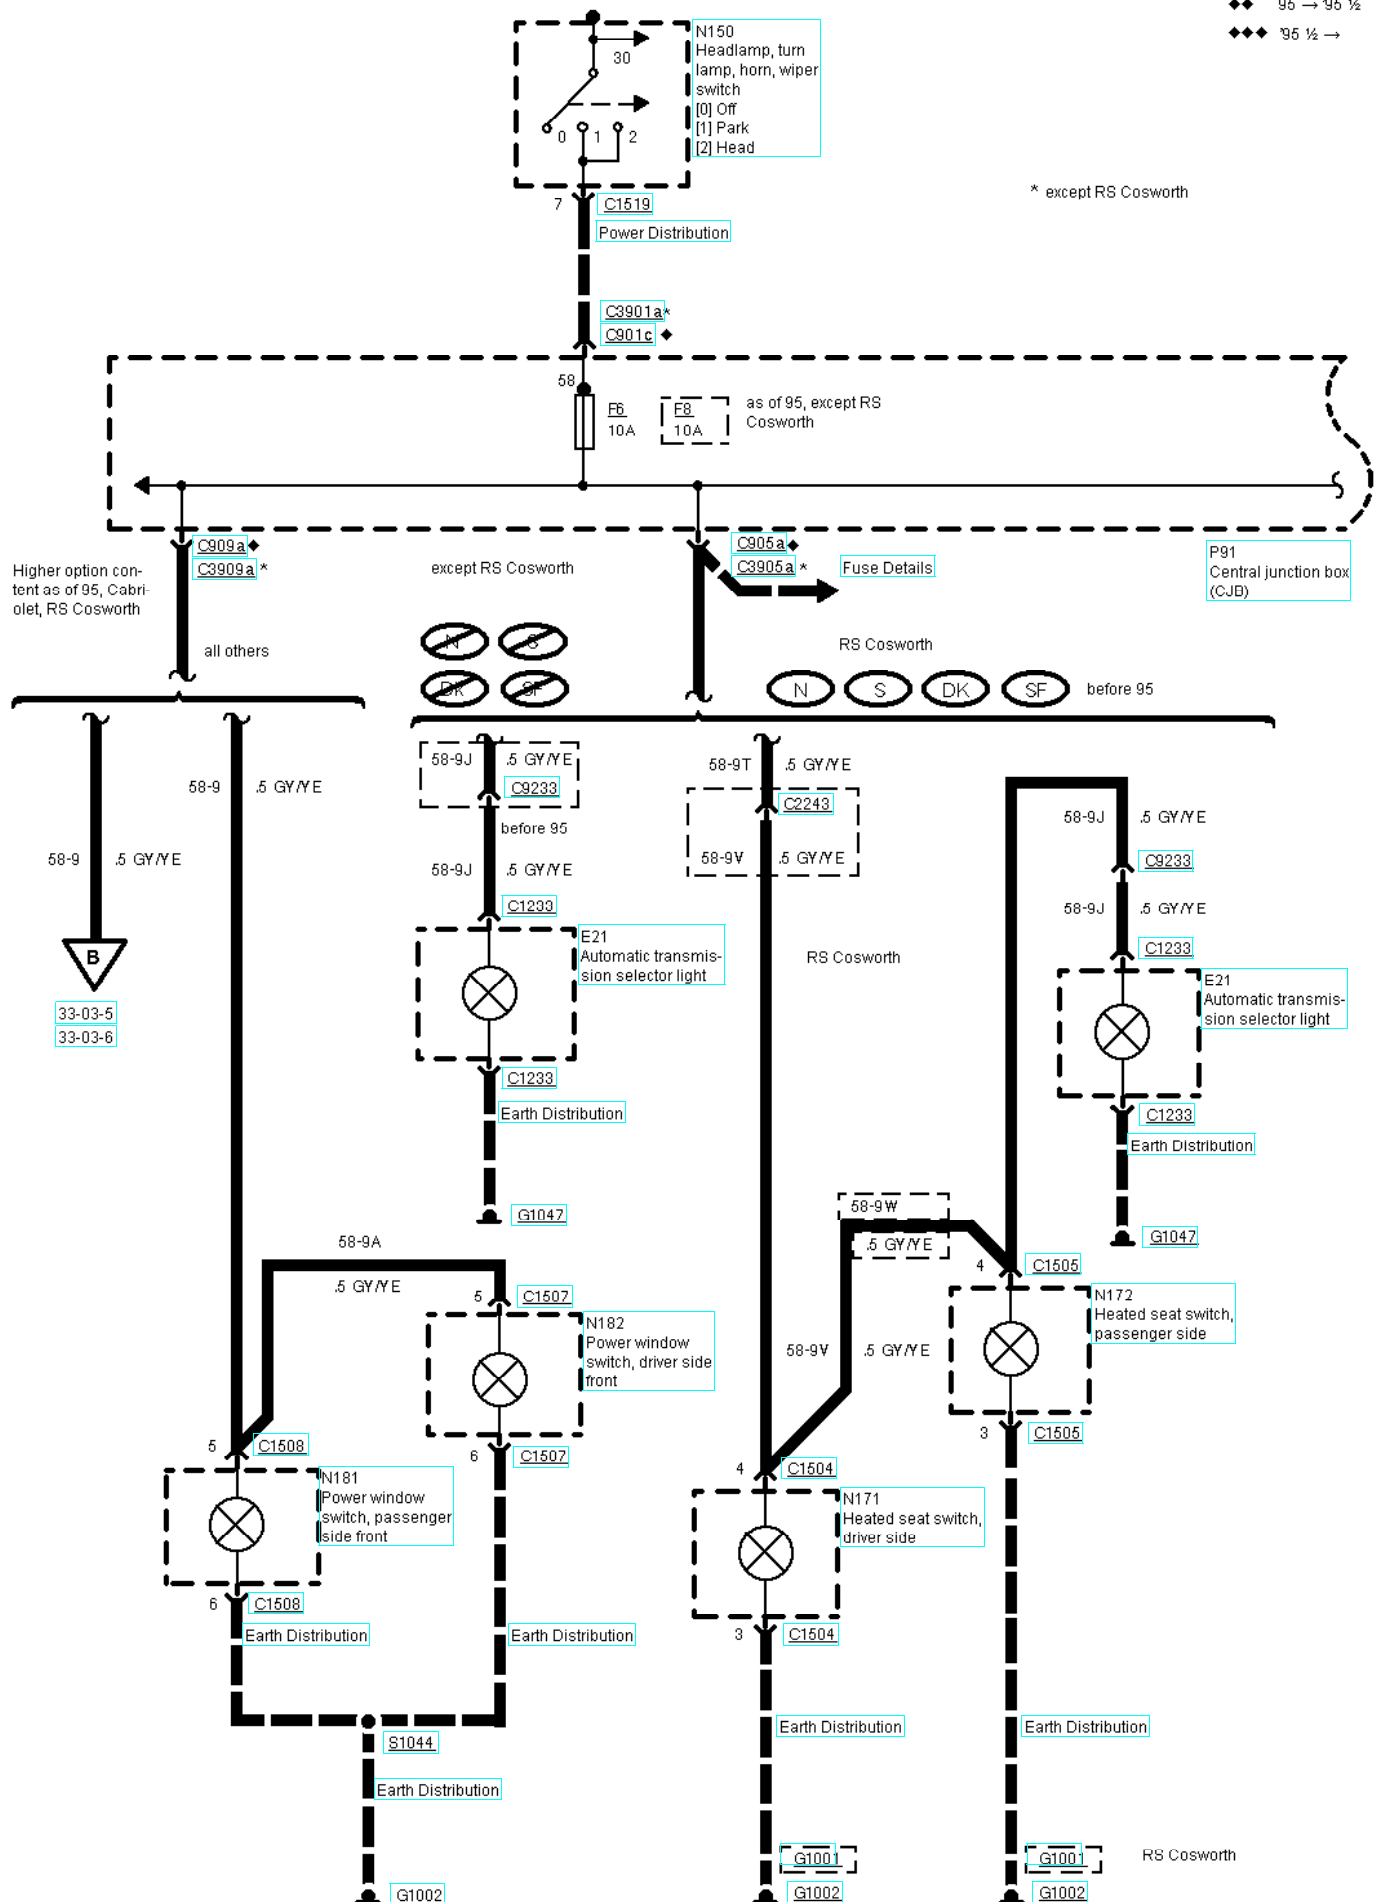 ◆◆ '95 → '95 ½
◆◆◆ '95 ½ →
N150
Headlamp, turn
lamp, horn, wiper
switch
[0] Off
[1] Park
[2] Head
30
0 1 2
* except RS Cosworth
7 C1519
Power Distribution
C3901a*
C901c ◆
58
F6
10A
F8
10A
as of 95, except RS
Cosworth
C909a ◆
C3909a *
Higher option con-
tent as of 95, Cabri-
olet, RS Cosworth
all others
except RS Cosworth
C905a ◆
C3905a *
Fuse Details
P91
Central junction box
(CJB)
N S
DK SF
RS Cosworth
N S DK SF before 95
58-9 .5 GY/YE
58-9 .5 GY/YE
B
33-03-5
33-03-6
58-9J .5 GY/YE
C9233
before 95
58-9J .5 GY/YE
C1233
E21
Automatic transmis-
sion selector light
C1233
Earth Distribution
G1047
58-9T .5 GY/YE
C2243
58-9V .5 GY/YE
RS Cosworth
58-9J .5 GY/YE
C9233
58-9J .5 GY/YE
C1233
E21
Automatic transmis-
sion selector light
C1233
Earth Distribution
G1047
58-9W
.5 GY/YE
4 C1505
N172
Heated seat switch,
passenger side
3 C1505
58-9V .5 GY/YE
58-9A
.5 GY/YE
5 C1507
N182
Power window
switch, driver side
front
6 C1507
5 C1508
N181
Power window
switch, passenger
side front
6 C1508
Earth Distribution
Earth Distribution
4 C1504
N171
Heated seat switch,
driver side
3 C1504
S1044
Earth Distribution
Earth Distribution
Earth Distribution
G1001
G1001
RS Cosworth
G1002
G1002
G1002